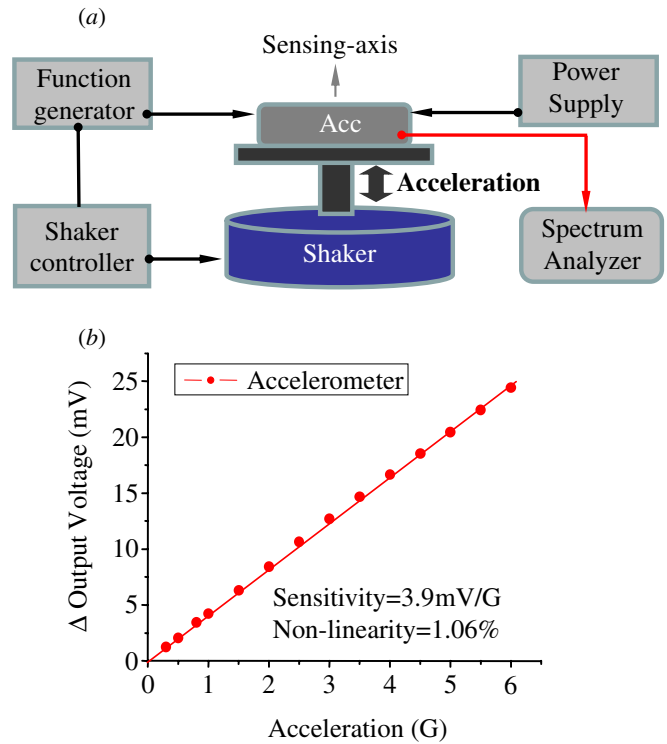 (a)
Sensing-axis
Function
generator
Power
Supply
Acc
Acceleration
Shaker
controller
Shaker
Spectrum
Analyzer
(b)
Accelerometer
Δ Output Voltage (mV)
25
20
15
10
5
0
Sensitivity=3.9mV/G
Non-linearity=1.06%
0 1 2 3 4 5 6
Acceleration (G)